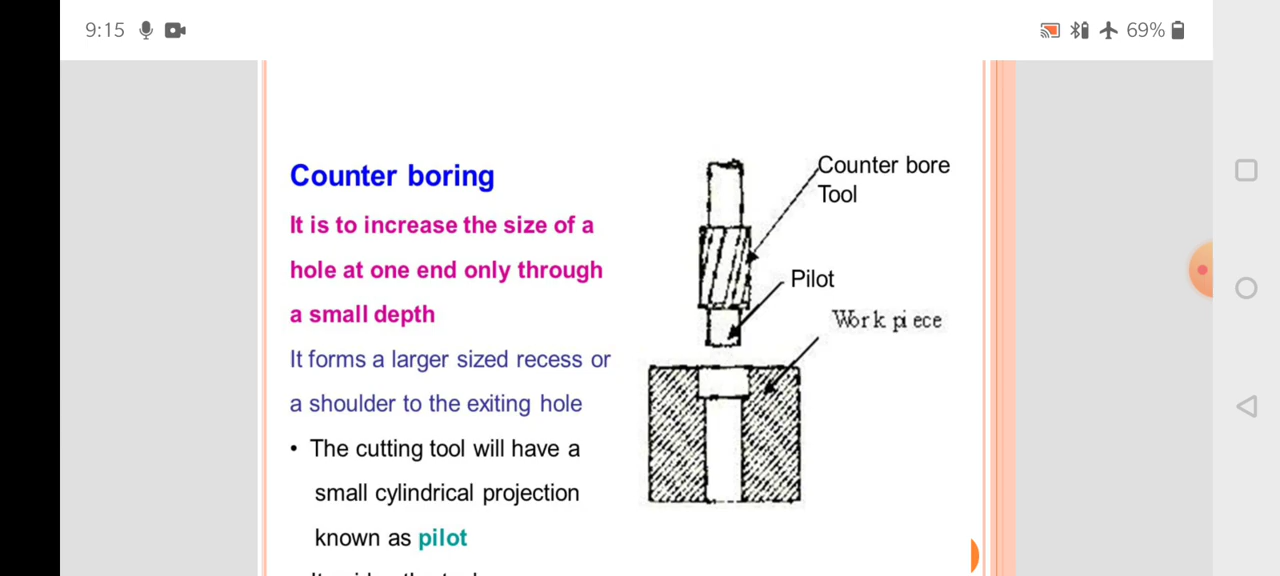 9:15
69%
Counter boring
It is to increase the size of a
hole at one end only through
a small depth
It forms a larger sized recess or
a shoulder to the exiting hole
• The cutting tool will have a
small cylindrical projection
known as pilot
Counter bore
Tool
Pilot
Work piece